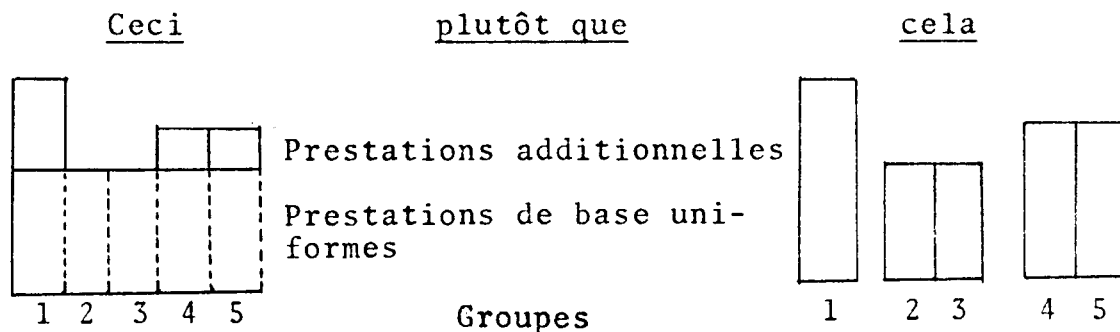 Ceci plutôt que cela
Prestations additionnelles
Prestations de base uni-
formes
1 2 3 4 5 Groupes 1 2 3 4 5